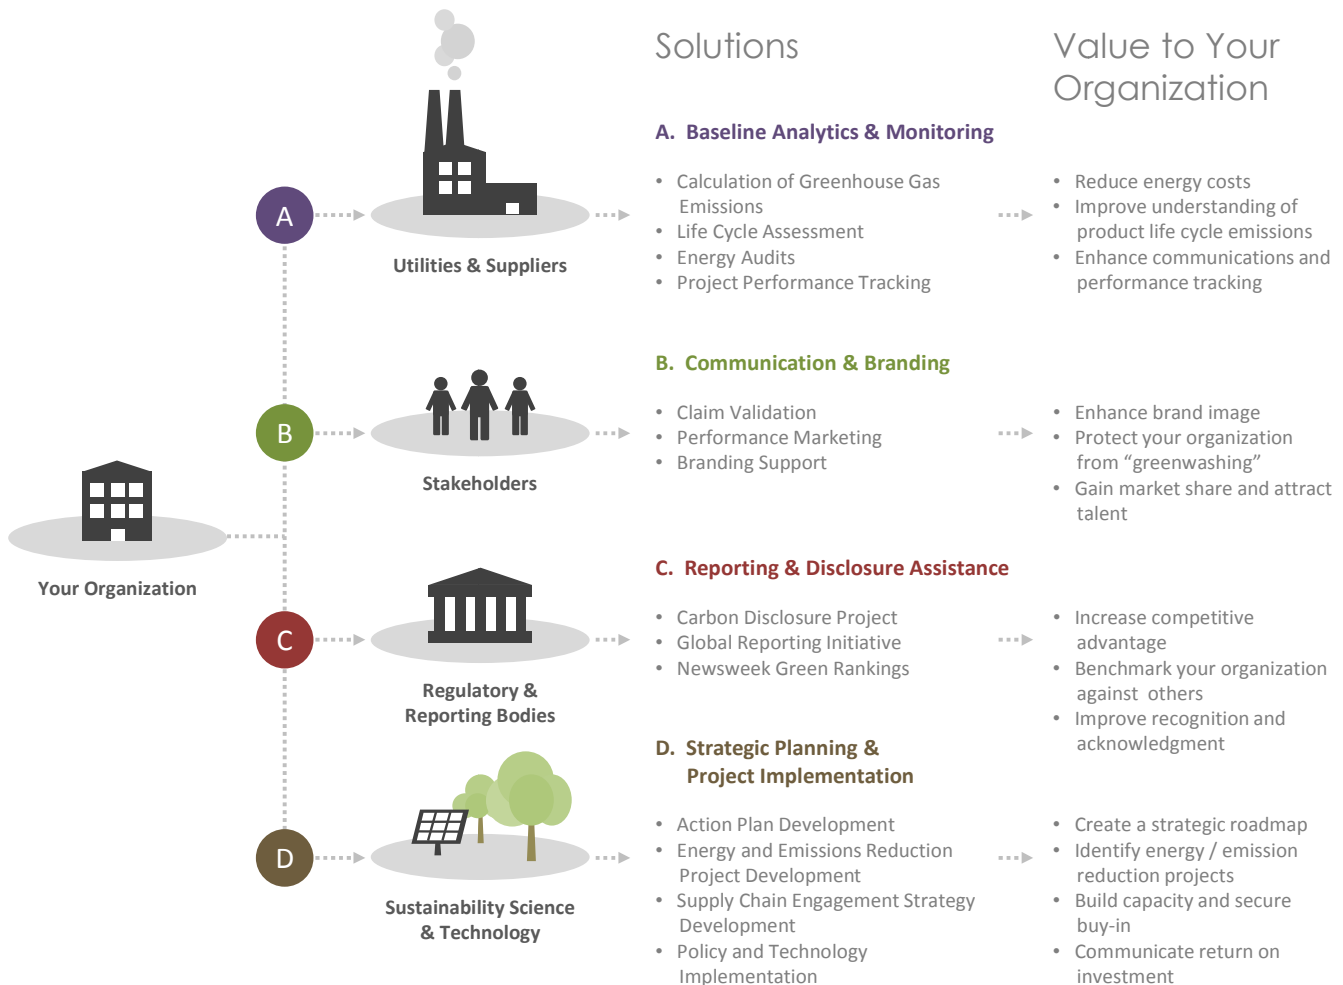 Solutions
Value to Your
Organization
A
Utilities & Suppliers
A. Baseline Analytics & Monitoring
• Calculation of Greenhouse Gas
Emissions
• Life Cycle Assessment
• Energy Audits
• Project Performance Tracking
• Reduce energy costs
• Improve understanding of
product life cycle emissions
• Enhance communications and
performance tracking
B
Stakeholders
B. Communication & Branding
• Claim Validation
• Performance Marketing
• Branding Support
• Enhance brand image
• Protect your organization
from “greenwashing”
• Gain market share and attract
talent
Your Organization
C
Regulatory &
Reporting Bodies
C. Reporting & Disclosure Assistance
• Carbon Disclosure Project
• Global Reporting Initiative
• Newsweek Green Rankings
• Increase competitive
advantage
• Benchmark your organization
against others
• Improve recognition and
acknowledgment
D
Sustainability Science
& Technology
D. Strategic Planning &
Project Implementation
• Action Plan Development
• Energy and Emissions Reduction
Project Development
• Supply Chain Engagement Strategy
Development
• Policy and Technology
Implementation
• Create a strategic roadmap
• Identify energy / emission
reduction projects
• Build capacity and secure
buy-in
• Communicate return on
investment